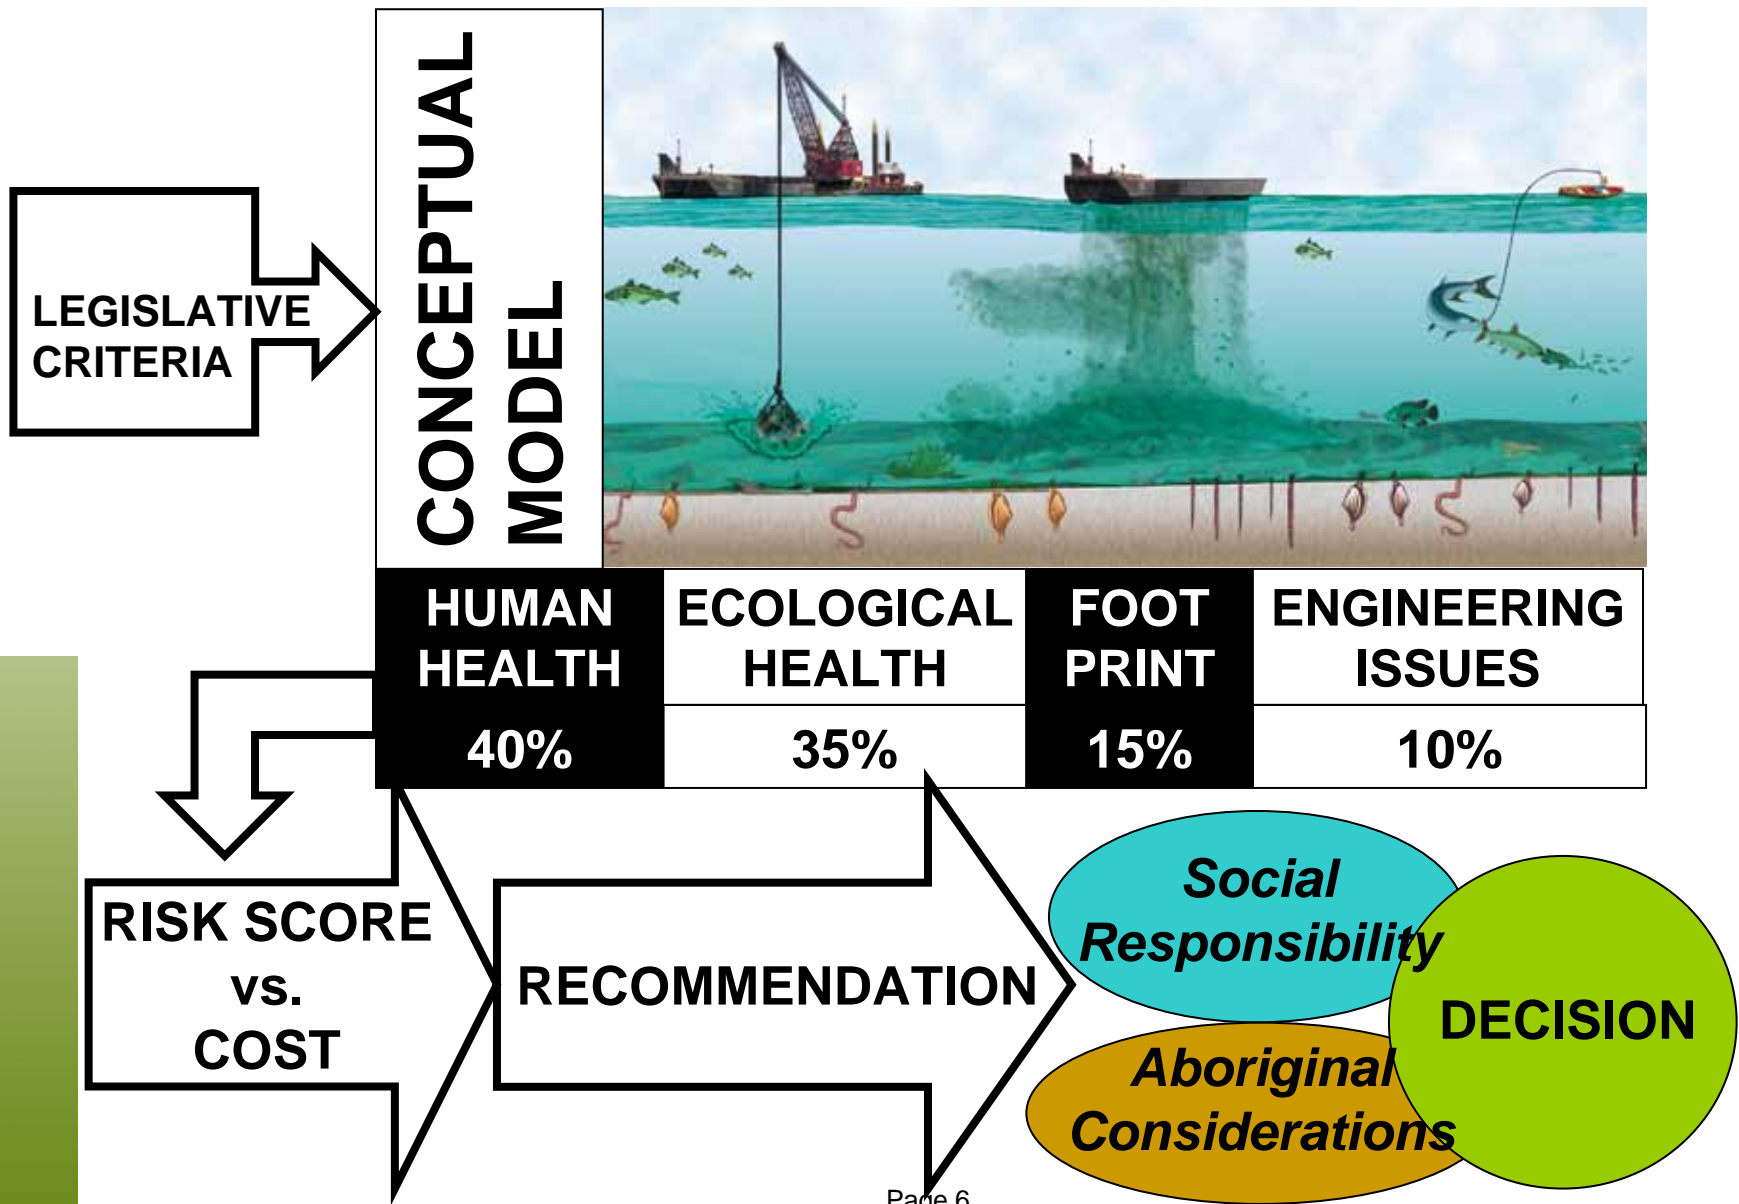 LEGISLATIVE
CRITERIA
CONCEPTUAL
MODEL
HUMAN
HEALTH
ECOLOGICAL
HEALTH
FOOT
PRINT
ENGINEERING
ISSUES
40%
35%
15%
10%
RISK SCORE
vs.
COST
RECOMMENDATION
Social
Responsibility
Aboriginal
Considerations
DECISION
Page 6